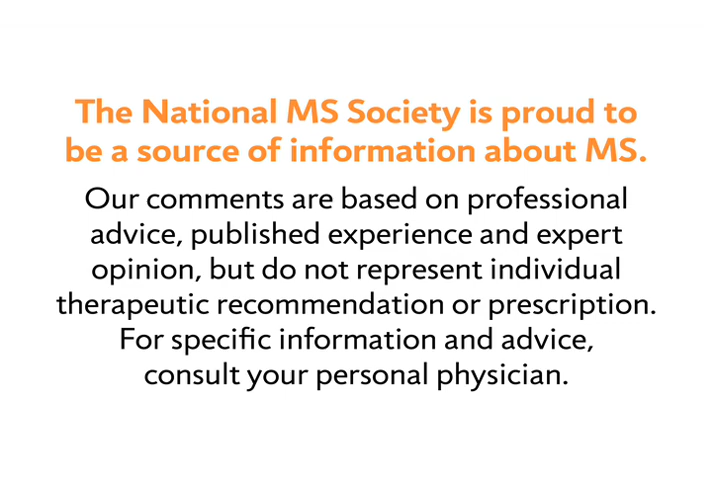 The National MS Society is proud to
be a source of information about MS.
Our comments are based on professional
advice, published experience and expert
opinion, but do not represent individual
therapeutic recommendation or prescription.
For specific information and advice,
consult your personal physician.